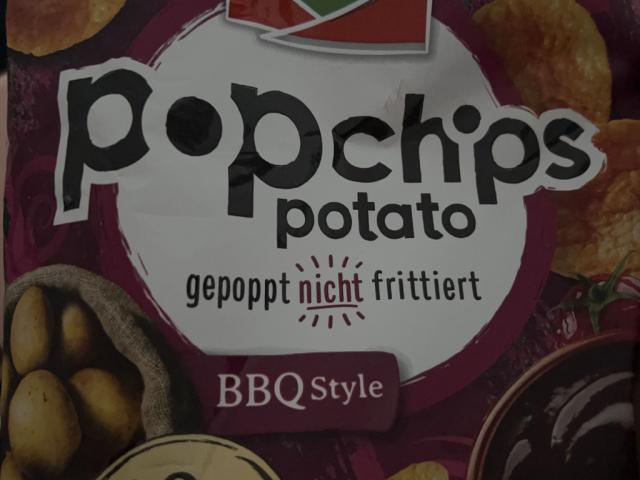 popchips
potato
gepoppt nicht frittiert
BBQ Style